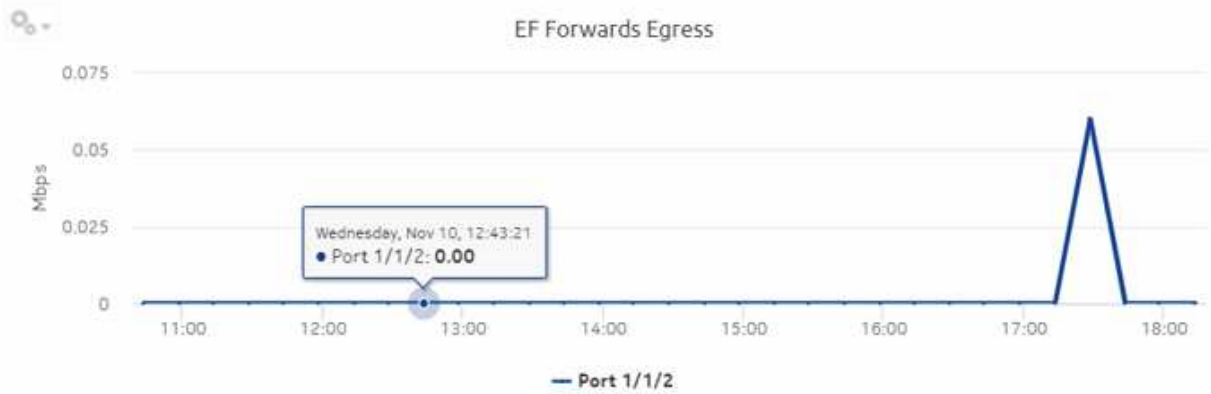 EF Forwards Egress
0.075
0.05
0.025
0
Mbps
Wednesday, Nov 10, 12:43:21
● Port 1/1/2: 0.00
11:00 12:00 13:00 14:00 15:00 16:00 17:00 18:00
Port 1/1/2